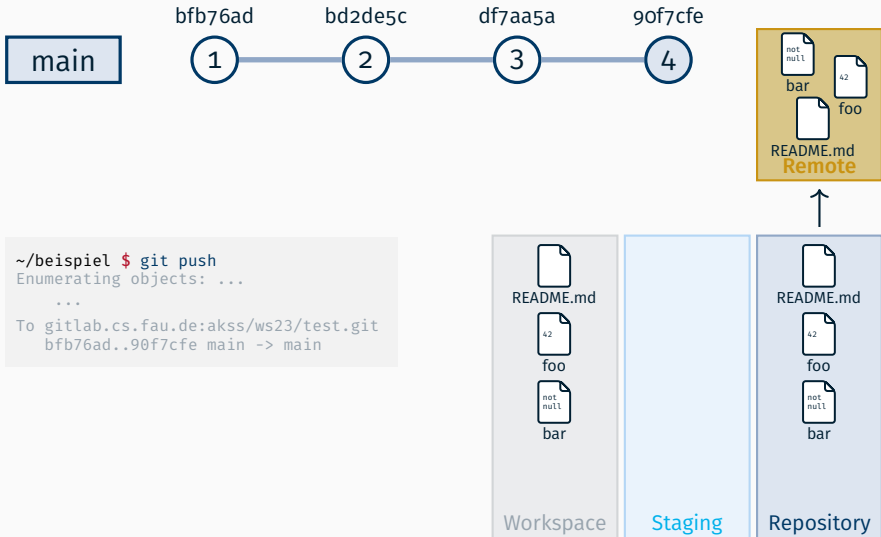 bfb76ad bd2de5c df7aa5a 90f7cfe
main 1 2 3 4
not
null
bar
42
foo
README.md
Remote
~/beispiel $ git push
Enumerating objects: ...
...
To gitlab.cs.fau.de:akss/ws23/test.git
bfb76ad..90f7cfe main -> main
README.md
42
foo
not
null
bar
Workspace
Staging
README.md
42
foo
not
null
bar
Repository